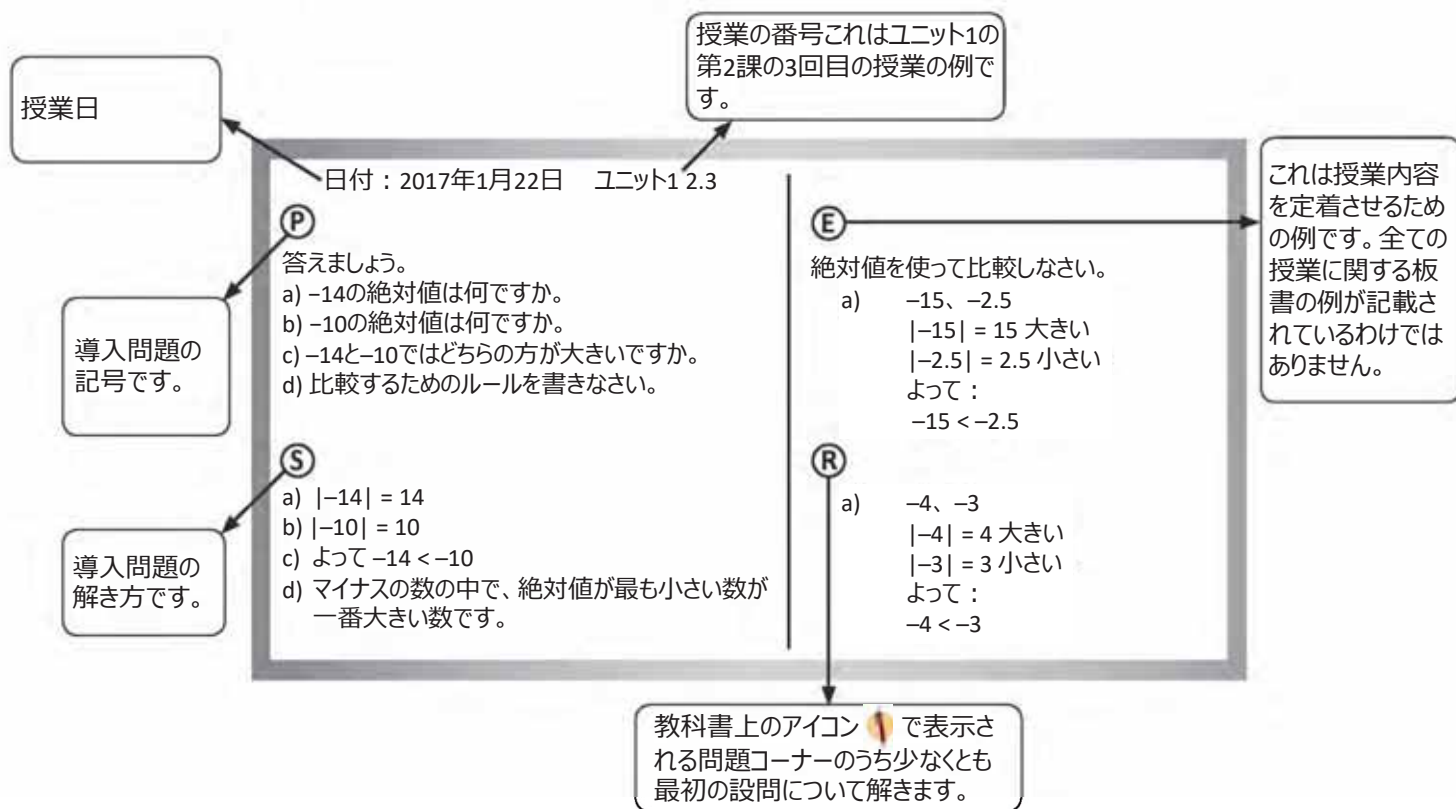 授業の番号これはユニット1の
第2課の3回目の授業の例で
す。
授業日
日付：2017年1月22日 ユニット1 2.3
Ⓟ
答えましょう。
a) –14の絶対値は何ですか。
b) –10の絶対値は何ですか。
c) –14と–10ではどちらの方が大きいですか。
d) 比較するためのルールを書きなさい。
導入問題の
記号です。
Ⓢ
a) |–14| = 14
b) |–10| = 10
c) よって –14 < –10
d) マイナスの数の中で、絶対値が最も小さい数が
一番大きい数です。
導入問題の
解き方です。
Ⓔ
絶対値を使って比較しなさい。
a) –15、–2.5
|–15| = 15 大きい
|–2.5| = 2.5 小さい
よって：
–15 < –2.5
これは授業内容
を定着させるため
の例です。全ての
授業に関する板
書の例が記載さ
れているわけでは
ありません。
Ⓡ
a) –4、–3
|–4| = 4 大きい
|–3| = 3 小さい
よって：
–4 < –3
教科書上のアイコン で表示さ
れる問題コーナーのうち少なくとも
最初の設問について解きます。